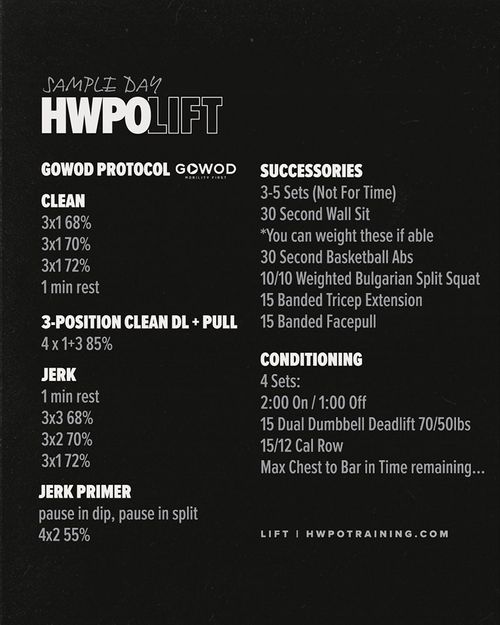 SAMPLE DAY
HWPOLIFT
GOWOD PROTOCOL GOWOD
MOBILITY FIRST
CLEAN
3x1 68%
3x1 70%
3x1 72%
1 min rest
3-POSITION CLEAN DL + PULL
4 x 1+3 85%
JERK
1 min rest
3x3 68%
3x2 70%
3x1 72%
JERK PRIMER
pause in dip, pause in split
4x2 55%
SUCCESSORIES
3-5 Sets (Not For Time)
30 Second Wall Sit
*You can weight these if able
30 Second Basketball Abs
10/10 Weighted Bulgarian Split Squat
15 Banded Tricep Extension
15 Banded Facepull
CONDITIONING
4 Sets:
2:00 On / 1:00 Off
15 Dual Dumbbell Deadlift 70/50lbs
15/12 Cal Row
Max Chest to Bar in Time remaining...
LIFT | HWPOTRAINING.COM